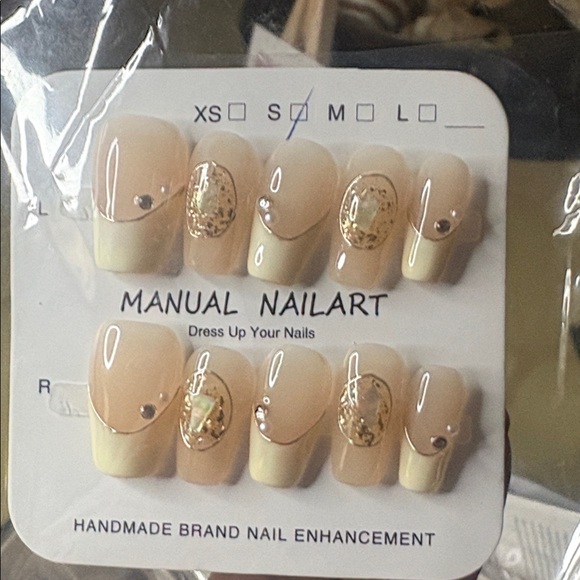 XS☐ S☐ M☐ L☐
L
MANUAL NAILART
Dress Up Your Nails
R
HANDMADE BRAND NAIL ENHANCEMENT